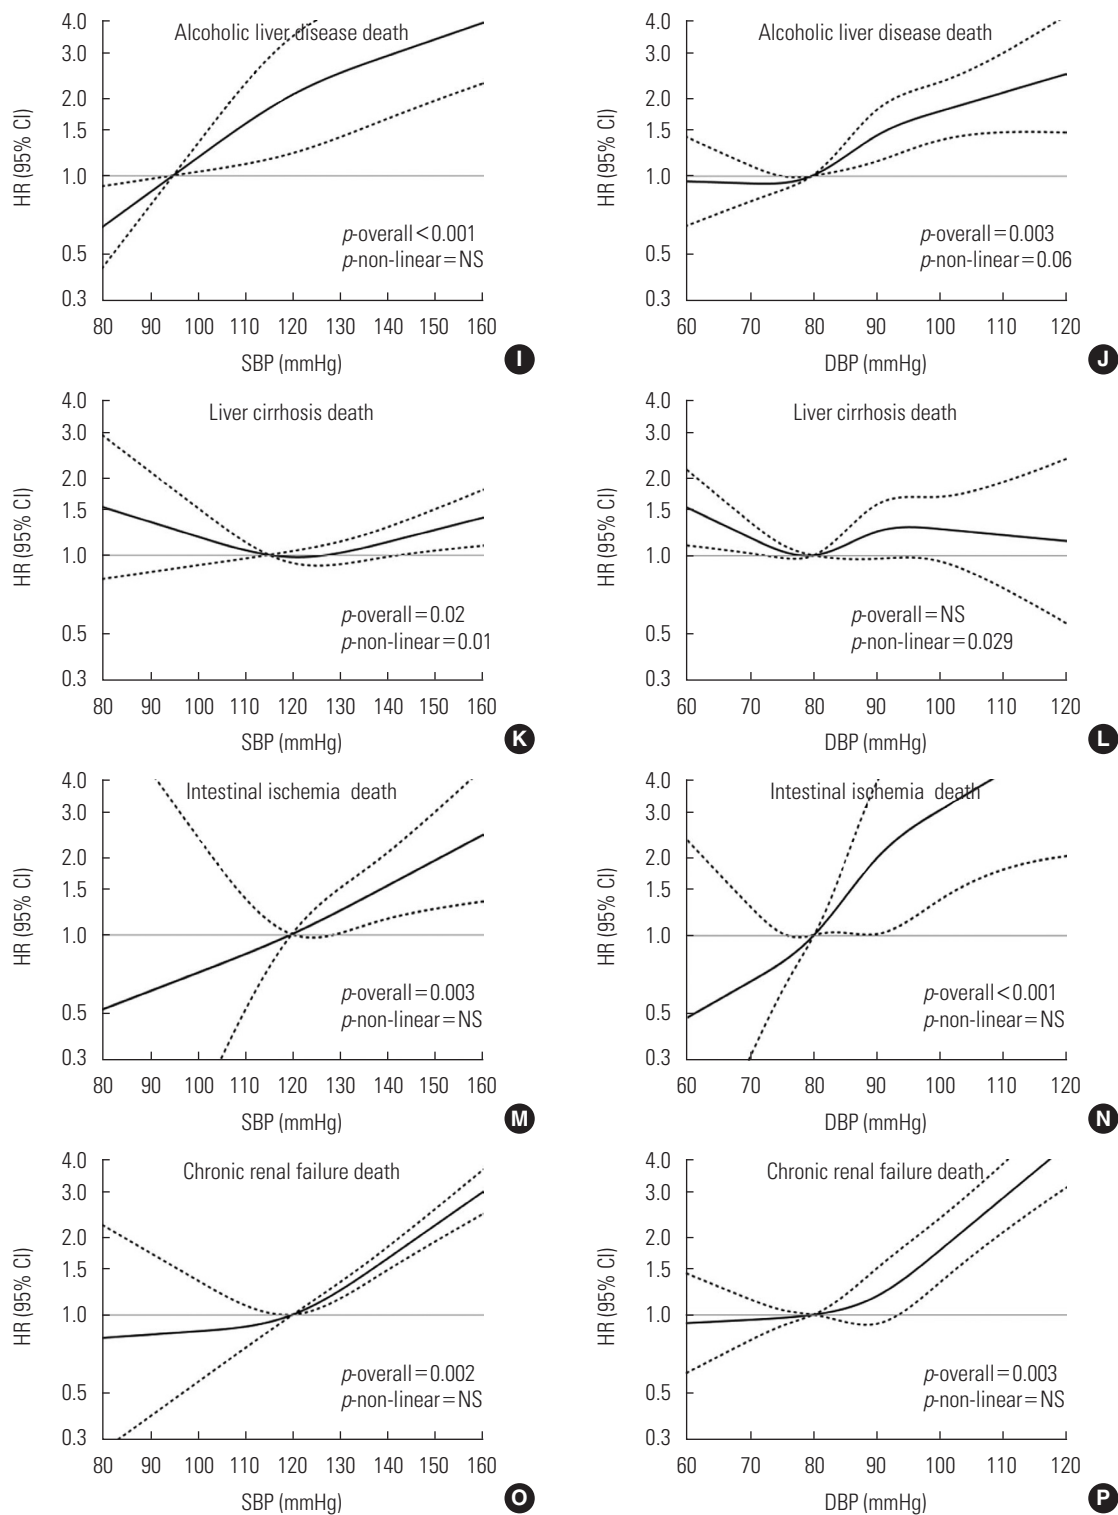 Alcoholic liver disease death
HR (95% CI)
4.0
3.0
2.0
1.5
1.0
0.5
0.3
p-overall<0.001
p-non-linear=NS
80 90 100 110 120 130 140 150 160
SBP (mmHg)
I
Alcoholic liver disease death
HR (95% CI)
4.0
3.0
2.0
1.5
1.0
0.5
0.3
p-overall=0.003
p-non-linear=0.06
60 70 80 90 100 110 120
DBP (mmHg)
J
Liver cirrhosis death
HR (95% CI)
4.0
3.0
2.0
1.5
1.0
0.5
0.3
p-overall=0.02
p-non-linear=0.01
80 90 100 110 120 130 140 150 160
SBP (mmHg)
K
Liver cirrhosis death
HR (95% CI)
4.0
3.0
2.0
1.5
1.0
0.5
0.3
p-overall=NS
p-non-linear=0.029
60 70 80 90 100 110 120
DBP (mmHg)
L
Intestinal ischemia death
HR (95% CI)
4.0
3.0
2.0
1.5
1.0
0.5
0.3
p-overall=0.003
p-non-linear=NS
80 90 100 110 120 130 140 150 160
SBP (mmHg)
M
Intestinal ischemia death
HR (95% CI)
4.0
3.0
2.0
1.5
1.0
0.5
0.3
p-overall<0.001
p-non-linear=NS
60 70 80 90 100 110 120
DBP (mmHg)
N
Chronic renal failure death
HR (95% CI)
4.0
3.0
2.0
1.5
1.0
0.5
0.3
p-overall=0.002
p-non-linear=NS
80 90 100 110 120 130 140 150 160
SBP (mmHg)
O
Chronic renal failure death
HR (95% CI)
4.0
3.0
2.0
1.5
1.0
0.5
0.3
p-overall=0.003
p-non-linear=NS
60 70 80 90 100 110 120
DBP (mmHg)
P